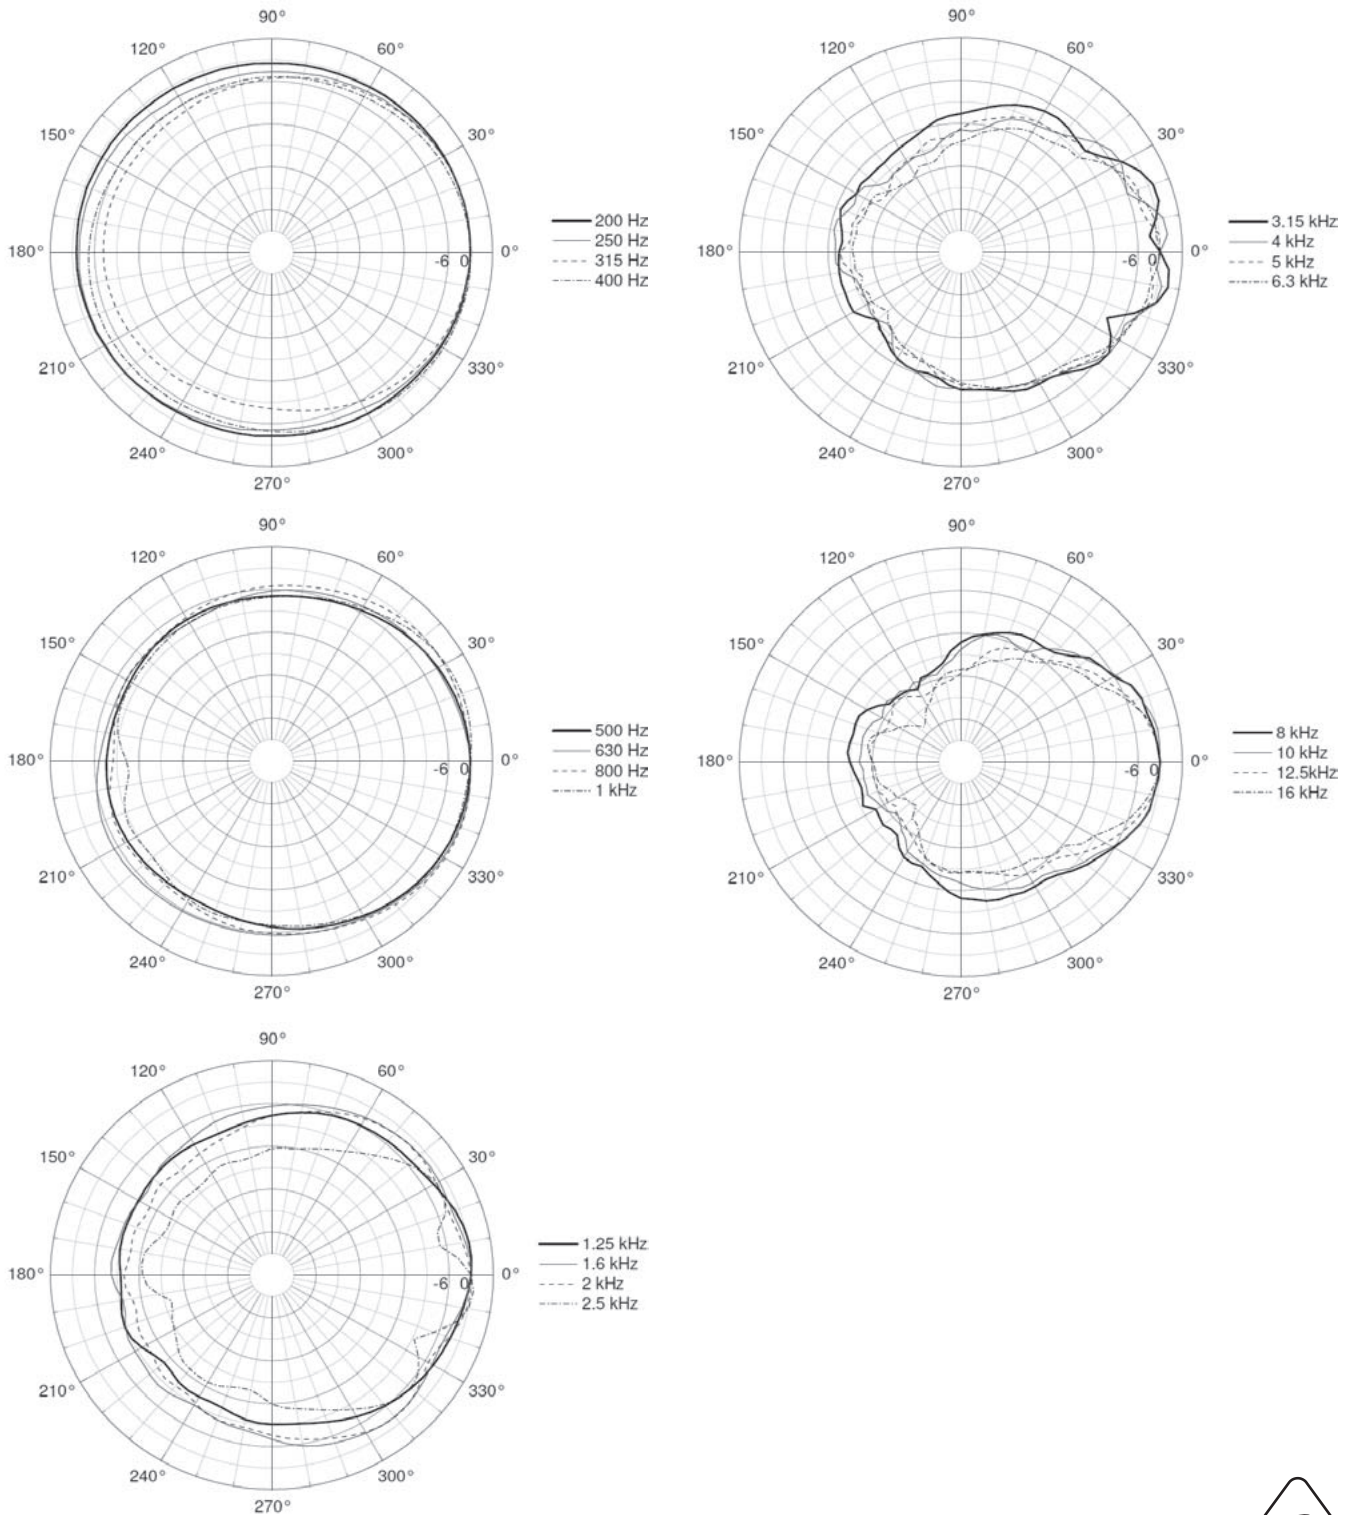 90°
120° 60°
150° 30°
180° -6 0 0°
210° 330°
240° 300°
270°
200 Hz
250 Hz
315 Hz
400 Hz
90°
120° 60°
150° 30°
180° -6 0 0°
210° 330°
240° 300°
270°
3.15 kHz
4 kHz
5 kHz
6.3 kHz
90°
120° 60°
150° 30°
180° -6 0 0°
210° 330°
240° 300°
270°
500 Hz
630 Hz
800 Hz
1 kHz
90°
120° 60°
150° 30°
180° -6 0 0°
210° 330°
240° 300°
270°
8 kHz
10 kHz
12.5kHz
16 kHz
90°
120° 60°
150° 30°
180° -6 0 0°
210° 330°
240° 300°
270°
1.25 kHz
1.6 kHz
2 kHz
2.5 kHz